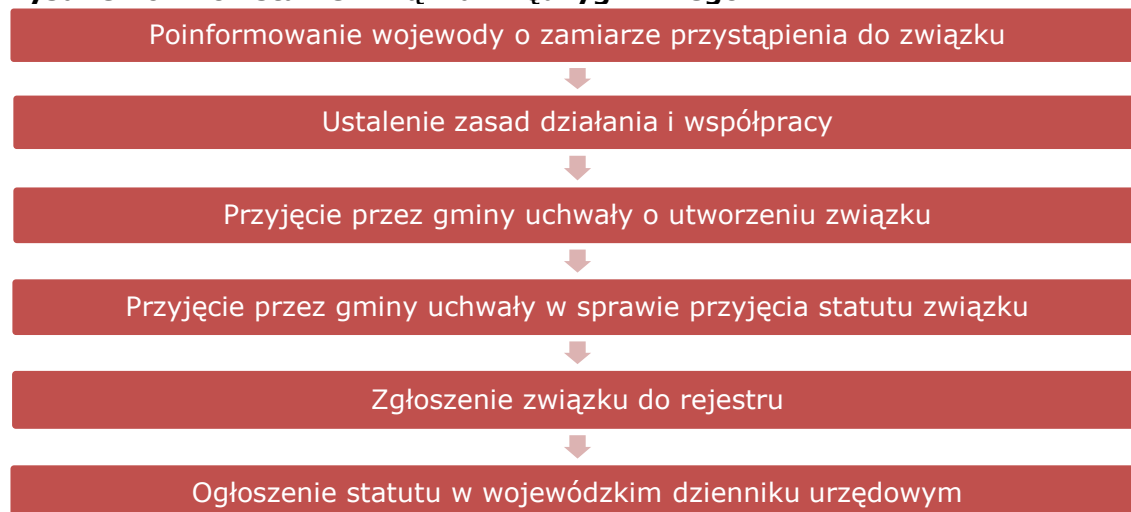 Poinformowanie wojewody o zamiarze przystąpienia do związku
Ustalenie zasad działania i współpracy
Przyjęcie przez gminy uchwały o utworzeniu związku
Przyjęcie przez gminy uchwały w sprawie przyjęcia statutu związku
Zgłoszenie związku do rejestru
Ogłoszenie statutu w wojewódzkim dzienniku urzędowym